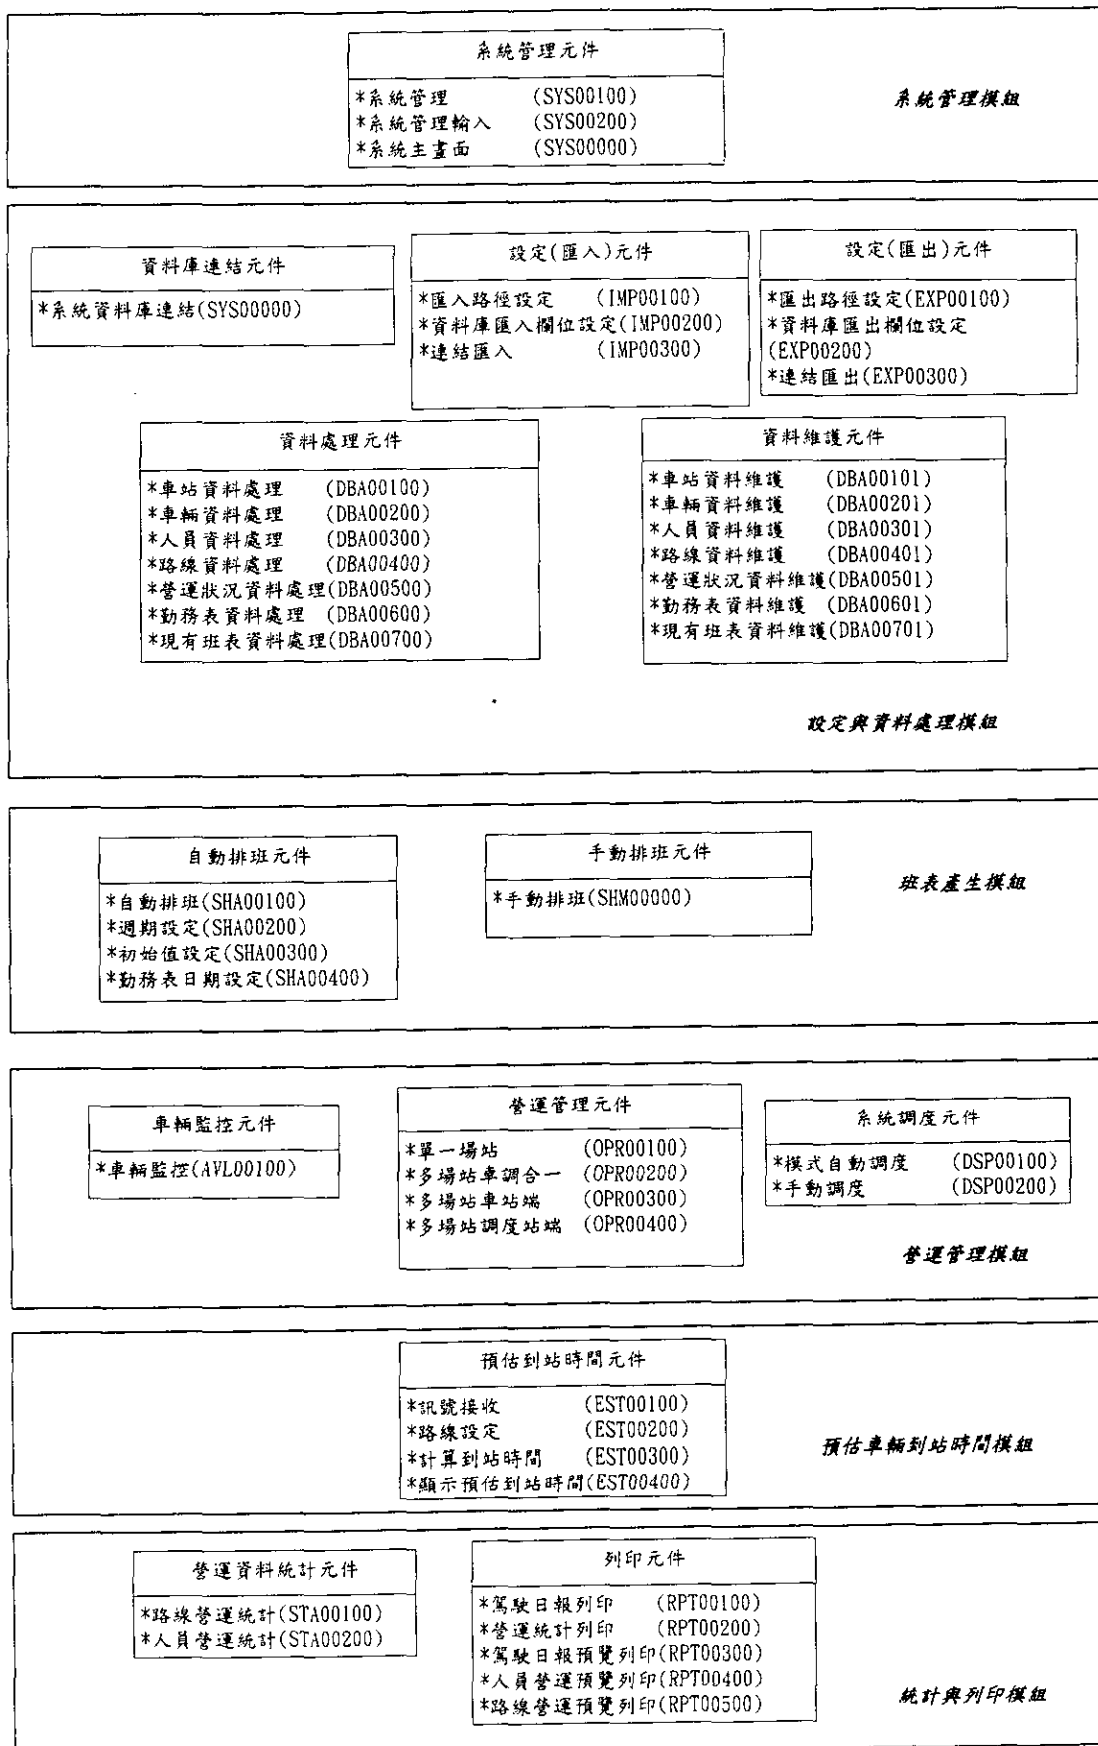 系統管理元件
*系統管理 (SYS00100)
*系統管理輸入 (SYS00200)
*系統主畫面 (SYS00000)
系統管理模組
資料庫連結元件
*系統資料庫連結(SYS00000)
設定(匯入)元件
*匯入路徑設定 (IMP00100)
*資料庫匯入欄位設定(IMP00200)
*連結匯入 (IMP00300)
設定(匯出)元件
*匯出路徑設定(EXP00100)
*資料庫匯出欄位設定
(EXP00200)
*連結匯出(EXP00300)
資料處理元件
*車站資料處理 (DBA00100)
*車輛資料處理 (DBA00200)
*人員資料處理 (DBA00300)
*路線資料處理 (DBA00400)
*營運狀況資料處理(DBA00500)
*勤務表資料處理 (DBA00600)
*現有班表資料處理(DBA00700)
資料維護元件
*車站資料維護 (DBA00101)
*車輛資料維護 (DBA00201)
*人員資料維護 (DBA00301)
*路線資料維護 (DBA00401)
*營運狀況資料維護(DBA00501)
*勤務表資料維護 (DBA00601)
*現有班表資料維護(DBA00701)
設定與資料處理模組
自動排班元件
*自動排班(SHA00100)
*週期設定(SHA00200)
*初始值設定(SHA00300)
*勤務表日期設定(SHA00400)
手動排班元件
*手動排班(SHM00000)
班表產生模組
車輛監控元件
*車輛監控(AVL00100)
營運管理元件
*單一場站 (OPR00100)
*多場站車調合一 (OPR00200)
*多場站車站端 (OPR00300)
*多場站調度站端 (OPR00400)
系統調度元件
*模式自動調度 (DSP00100)
*手動調度 (DSP00200)
營運管理模組
預估到站時間元件
*訊號接收 (EST00100)
*路線設定 (EST00200)
*計算到站時間 (EST00300)
*顯示預估到站時間(EST00400)
預估車輛到站時間模組
營運資料統計元件
*路線營運統計(STA00100)
*人員營運統計(STA00200)
列印元件
*駕駛日報列印 (RPT00100)
*營運統計列印 (RPT00200)
*駕駛日報預覽列印(RPT00300)
*人員營運預覽列印(RPT00400)
*路線營運預覽列印(RPT00500)
統計與列印模組